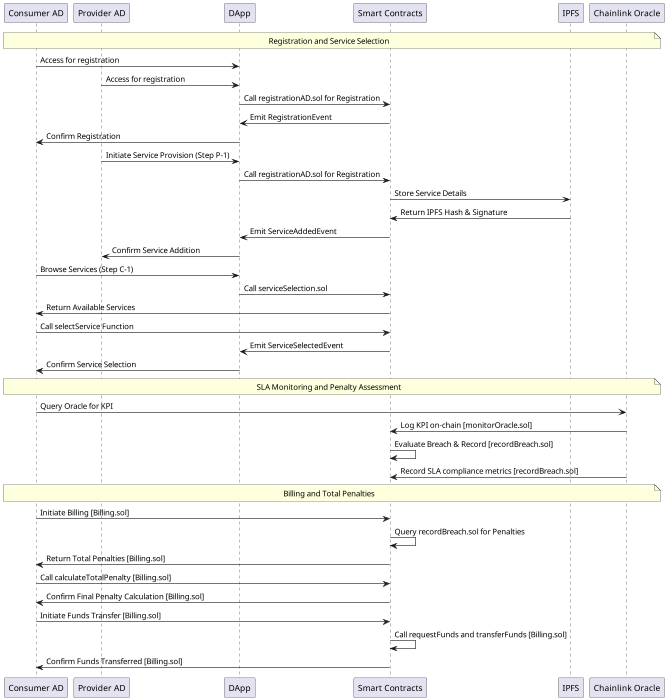 Consumer AD
Provider AD
DApp
Smart Contracts
IPFS
Chainlink Oracle
Registration and Service Selection
Access for registration
Access for registration
Call registrationAD.sol for Registration
Emit RegistrationEvent
Confirm Registration
Initiate Service Provision (Step P-1)
Call registrationAD.sol for Registration
Store Service Details
Return IPFS Hash & Signature
Emit ServiceAddedEvent
Confirm Service Addition
Browse Services (Step C-1)
Call serviceSelection.sol
Return Available Services
Call selectService Function
Emit ServiceSelectedEvent
Confirm Service Selection
SLA Monitoring and Penalty Assessment
Query Oracle for KPI
Log KPI on-chain [monitorOracle.sol]
Evaluate Breach & Record [recordBreach.sol]
Record SLA compliance metrics [recordBreach.sol]
Billing and Total Penalties
Initiate Billing [Billing.sol]
Query recordBreach.sol for Penalties
Return Total Penalties [Billing.sol]
Call calculateTotalPenalty [Billing.sol]
Confirm Final Penalty Calculation [Billing.sol]
Initiate Funds Transfer [Billing.sol]
Call requestFunds and transferFunds [Billing.sol]
Confirm Funds Transferred [Billing.sol]
Consumer AD
Provider AD
DApp
Smart Contracts
IPFS
Chainlink Oracle